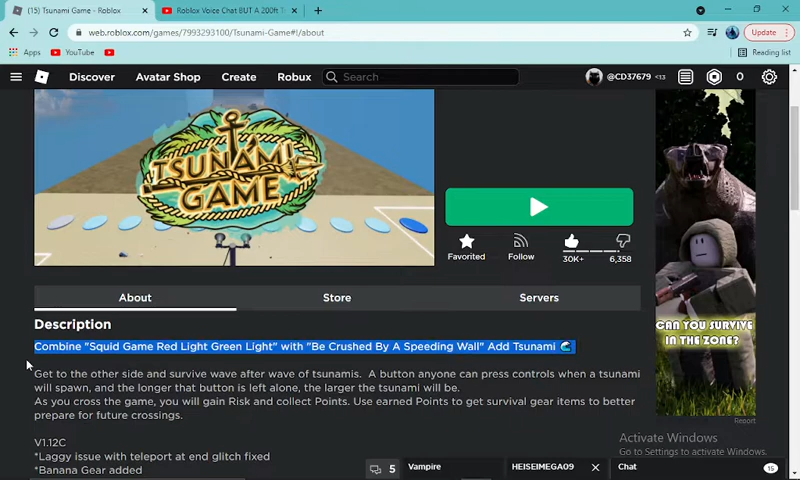 (15) Tsunami Game - Roblox
Roblox Voice Chat BUT A 200ft T
web.roblox.com/games/7993293100/Tsunami-Game#!/about
Update
Apps
YouTube
Reading list
Discover
Avatar Shop
Create
Robux
Search
@CD37679 <13
0
TSUNAMI
GAME
Favorited
Follow
30K+
6,358
CAN YOU SURVIVE
IN THE ZONE?
Report
About
Store
Servers
Description
Combine "Squid Game Red Light Green Light" with "Be Crushed By A Speeding Wall" Add Tsunami 🌊
Get to the other side and survive wave after wave of tsunamis. A button anyone can press controls when a tsunami
will spawn, and the longer that button is left alone, the larger the tsunami will be.
As you cross the game, you will gain Risk and collect Points. Use earned Points to get survival gear items to better
prepare for future crossings.
V1.12C
*Laggy issue with teleport at end glitch fixed
*Banana Gear added
Activate Windows
Go to Settings to activate Windows.
5
Vampire
HEISEIMEGA09
Chat
15